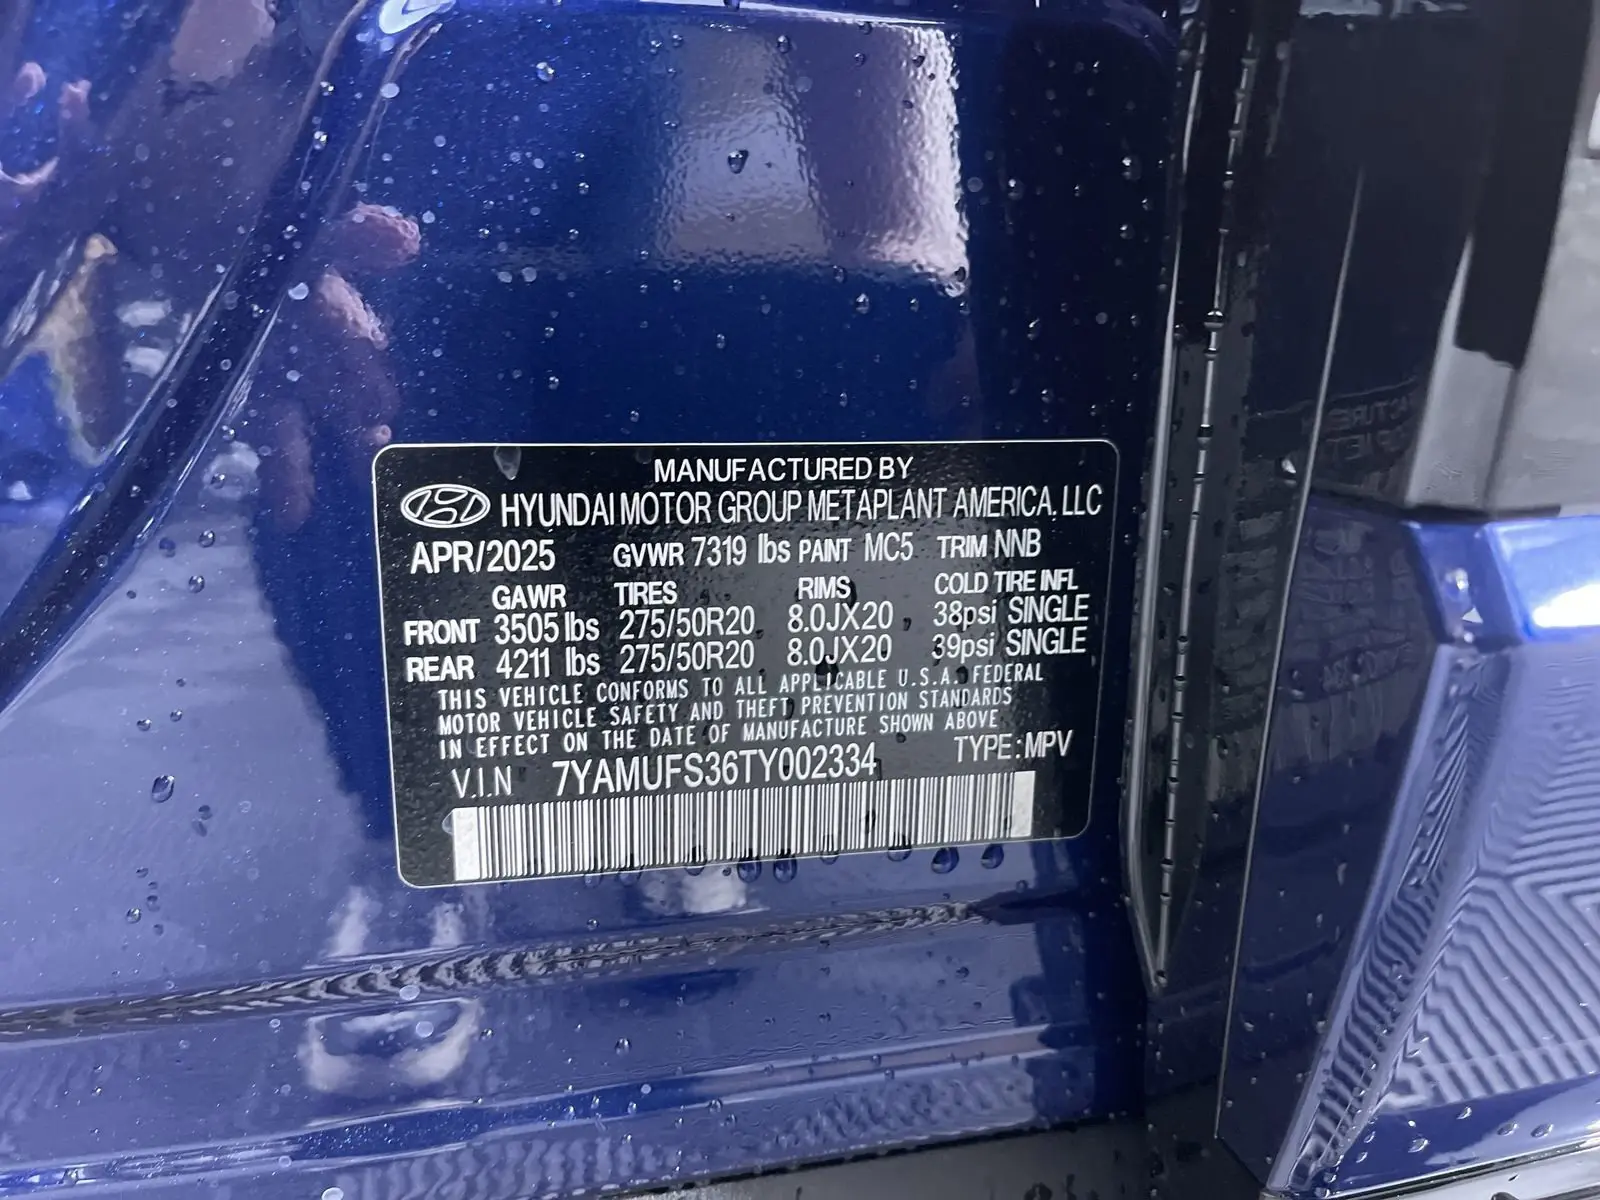 MANUFACTURED BY
HYUNDAI MOTOR GROUP METAPLANT AMERICA. LLC
APR/2025 GVWR 7319 lbs PAINT MC5 TRIM NNB
GAWR TIRES RIMS COLD TIRE INFL
FRONT 3505 lbs 275/50R20 8.0JX20 38psi SINGLE
REAR 4211 lbs 275/50R20 8.0JX20 39psi SINGLE
THIS VEHICLE CONFORMS TO ALL APPLICABLE U.S.A. FEDERAL
MOTOR VEHICLE SAFETY AND THEFT PREVENTION STANDARDS
IN EFFECT ON THE DATE OF MANUFACTURE SHOWN ABOVE
V.I.N 7YAMUFS36TY002334 TYPE:MPV